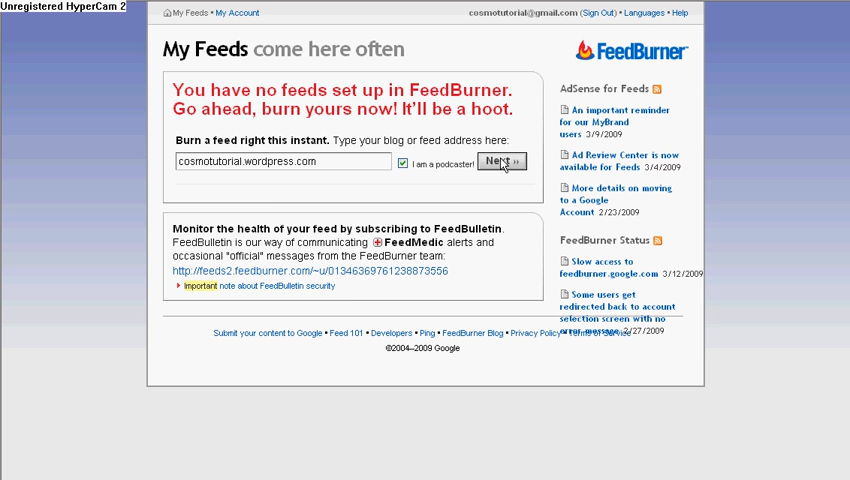 Unregistered HyperCam 2
My Feeds • My Account
cosmotutorial@gmail.com (Sign Out) • Languages • Help
My Feeds come here often
FeedBurner
You have no feeds set up in FeedBurner.
Go ahead, burn yours now! It'll be a hoot.
Burn a feed right this instant. Type your blog or feed address here:
cosmotutorial.wordpress.com
I am a podcaster!
Next »
Monitor the health of your feed by subscribing to FeedBulletin.
FeedBulletin is our way of communicating FeedMedic alerts and
occasional "official" messages from the FeedBurner team:
http://feeds2.feedburner.com/~u/01346369761238873556
Important note about FeedBulletin security
AdSense for Feeds
An important reminder
for our MyBrand
users 3/9/2009
Ad Review Center is now
available for Feeds 3/4/2009
More details on moving
to a Google
Account 2/23/2009
FeedBurner Status
Slow access to
feedburner.google.com 3/12/2009
Some users get
redirected back to account
selection screen with no
error message 2/27/2009
Submit your content to Google • Feed 101 • Developers • Ping • FeedBurner Blog • Privacy Policy • Terms of Service
©2004–2009 Google